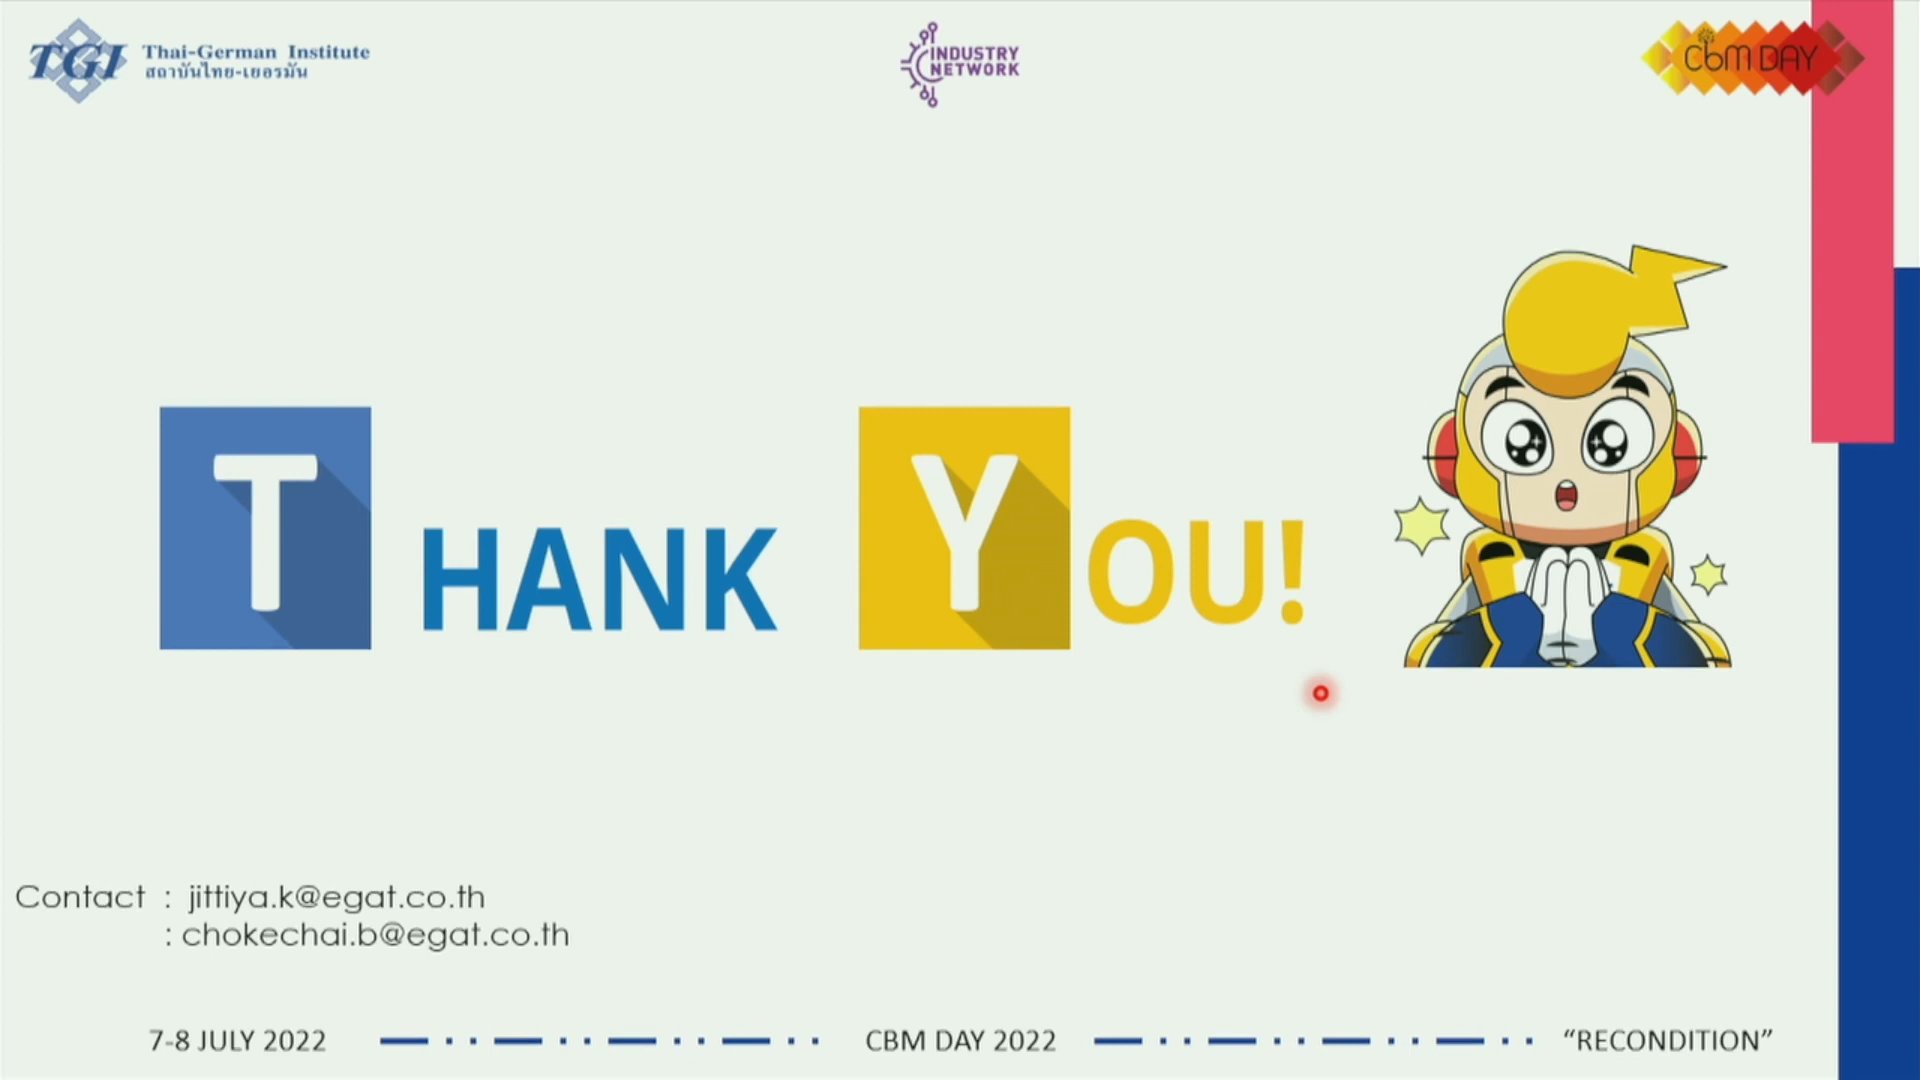 TGI Thai-German Institute
สถาบันไทย-เยอรมัน
INDUSTRY
NETWORK
CbM DAY
THANK YOU!
Contact : jittiya.k@egat.co.th
: chokechai.b@egat.co.th
7-8 JULY 2022 CBM DAY 2022 “RECONDITION”